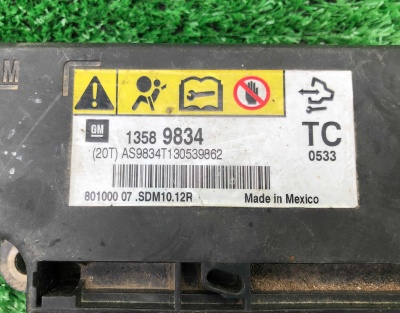 M
GM
1358 9834
(20T) AS9834T130539862
TC
0533
801000 07 .SDM10.12R
Made in Mexico